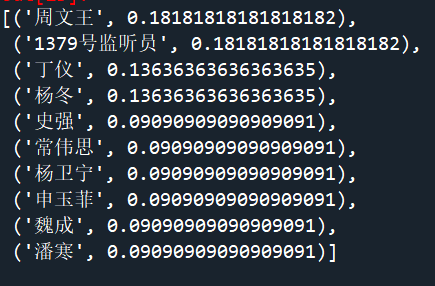 [('周文王', 0.18181818181818182),
('1379号监听员', 0.18181818181818182),
('丁仪', 0.13636363636363635),
('杨冬', 0.13636363636363635),
('史强', 0.09090909090909091),
('常伟思', 0.09090909090909091),
('杨卫宁', 0.09090909090909091),
('申玉菲', 0.09090909090909091),
('魏成', 0.09090909090909091),
('潘寒', 0.09090909090909091)]